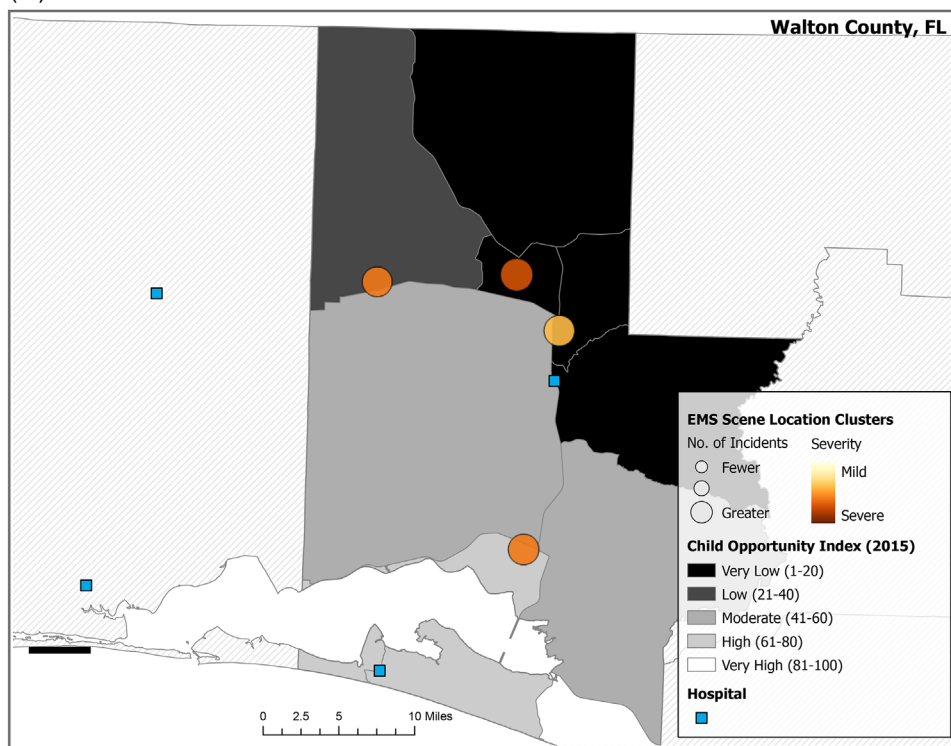 Walton County, FL
EMS Scene Location Clusters
No. of Incidents
Severity
Fewer
Mild
Greater
Severe
Child Opportunity Index (2015)
Very Low (1-20)
Low (21-40)
Moderate (41-60)
High (61-80)
Very High (81-100)
Hospital
0 2.5 5 10 Miles